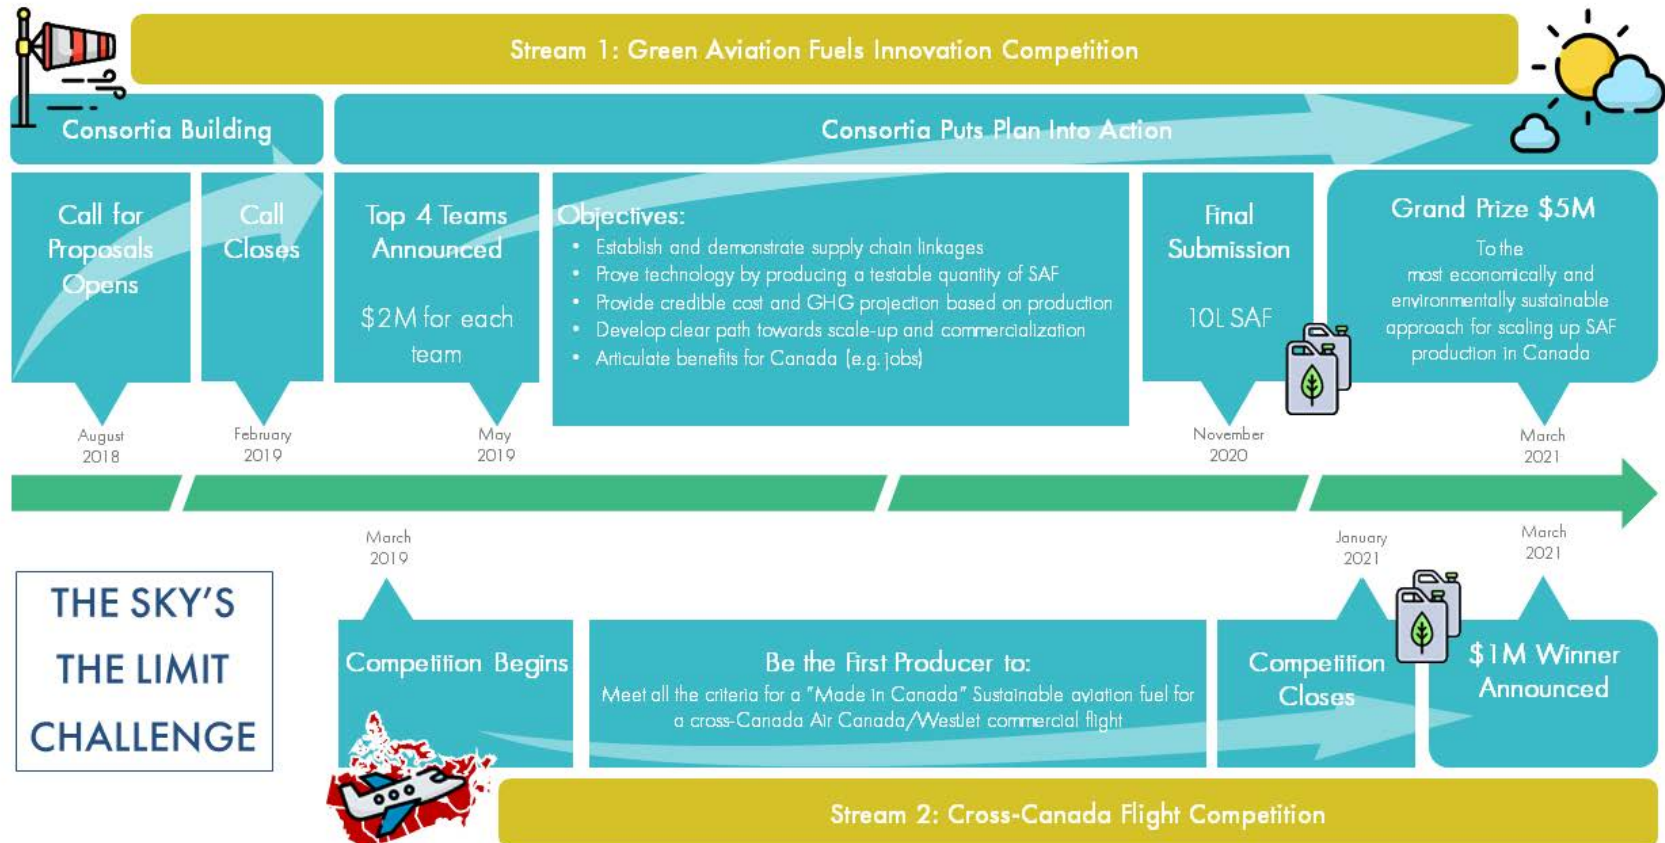 Stream 1: Green Aviation Fuels Innovation Competition
Consortia Building
Consortia Puts Plan Into Action
Call for
Proposals
Opens
Call
Closes
Top 4 Teams
Announced
$2M for each
team
Objectives:
• Establish and demonstrate supply chain linkages
• Prove technology by producing a testable quantity of SAF
• Provide credible cost and GHG projection based on production
• Develop clear path towards scale-up and commercialization
• Articulate benefits for Canada (e.g. jobs)
Final
Submission
10L SAF
Grand Prize $5M
To the
most economically and
environmentally sustainable
approach for scaling up SAF
production in Canada
August
2018
February
2019
May
2019
November
2020
March
2021
March
2019
January
2021
March
2021
THE SKY'S
THE LIMIT
CHALLENGE
Competition Begins
Be the First Producer to:
Meet all the criteria for a "Made in Canada" Sustainable aviation fuel for
a cross-Canada Air Canada/WestJet commercial flight
Competition
Closes
$1M Winner
Announced
Stream 2: Cross-Canada Flight Competition